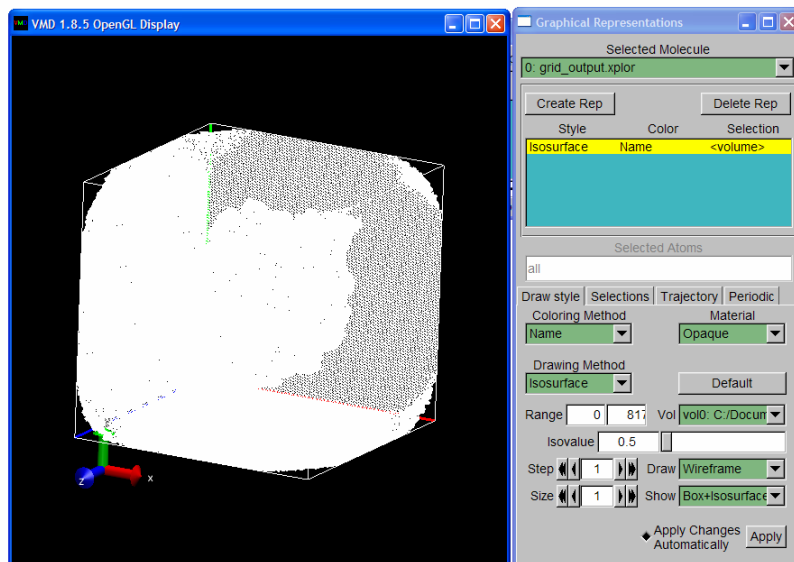 VMD 1.8.5 OpenGL Display
Graphical Representations
Selected Molecule
0: grid_output.xplor
Create Rep Delete Rep
Style Color Selection
Isosurface Name <volume>
Selected Atoms
all
Draw style Selections Trajectory Periodic
Coloring Method Material
Name Opaque
Drawing Method
Isosurface Default
Range 0 817 Vol vol0: C:/Docum
Isovalue 0.5
Step 1 Draw Wireframe
Size 1 Show Box+Isosurface
Apply Changes
Automatically Apply
z x